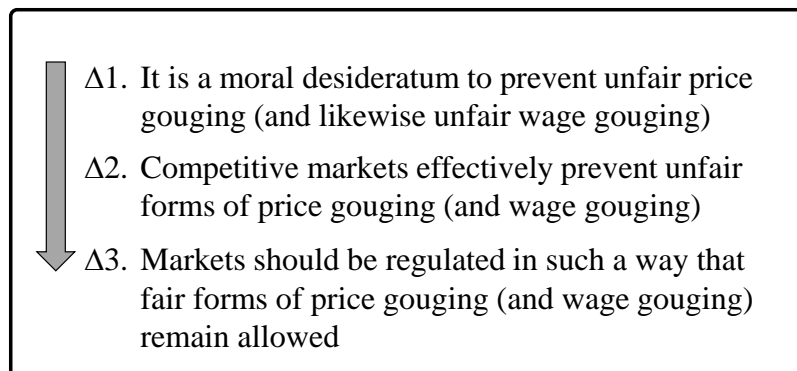 Δ1. It is a moral desideratum to prevent unfair price
gouging (and likewise unfair wage gouging)
Δ2. Competitive markets effectively prevent unfair
forms of price gouging (and wage gouging)
Δ3. Markets should be regulated in such a way that
fair forms of price gouging (and wage gouging)
remain allowed